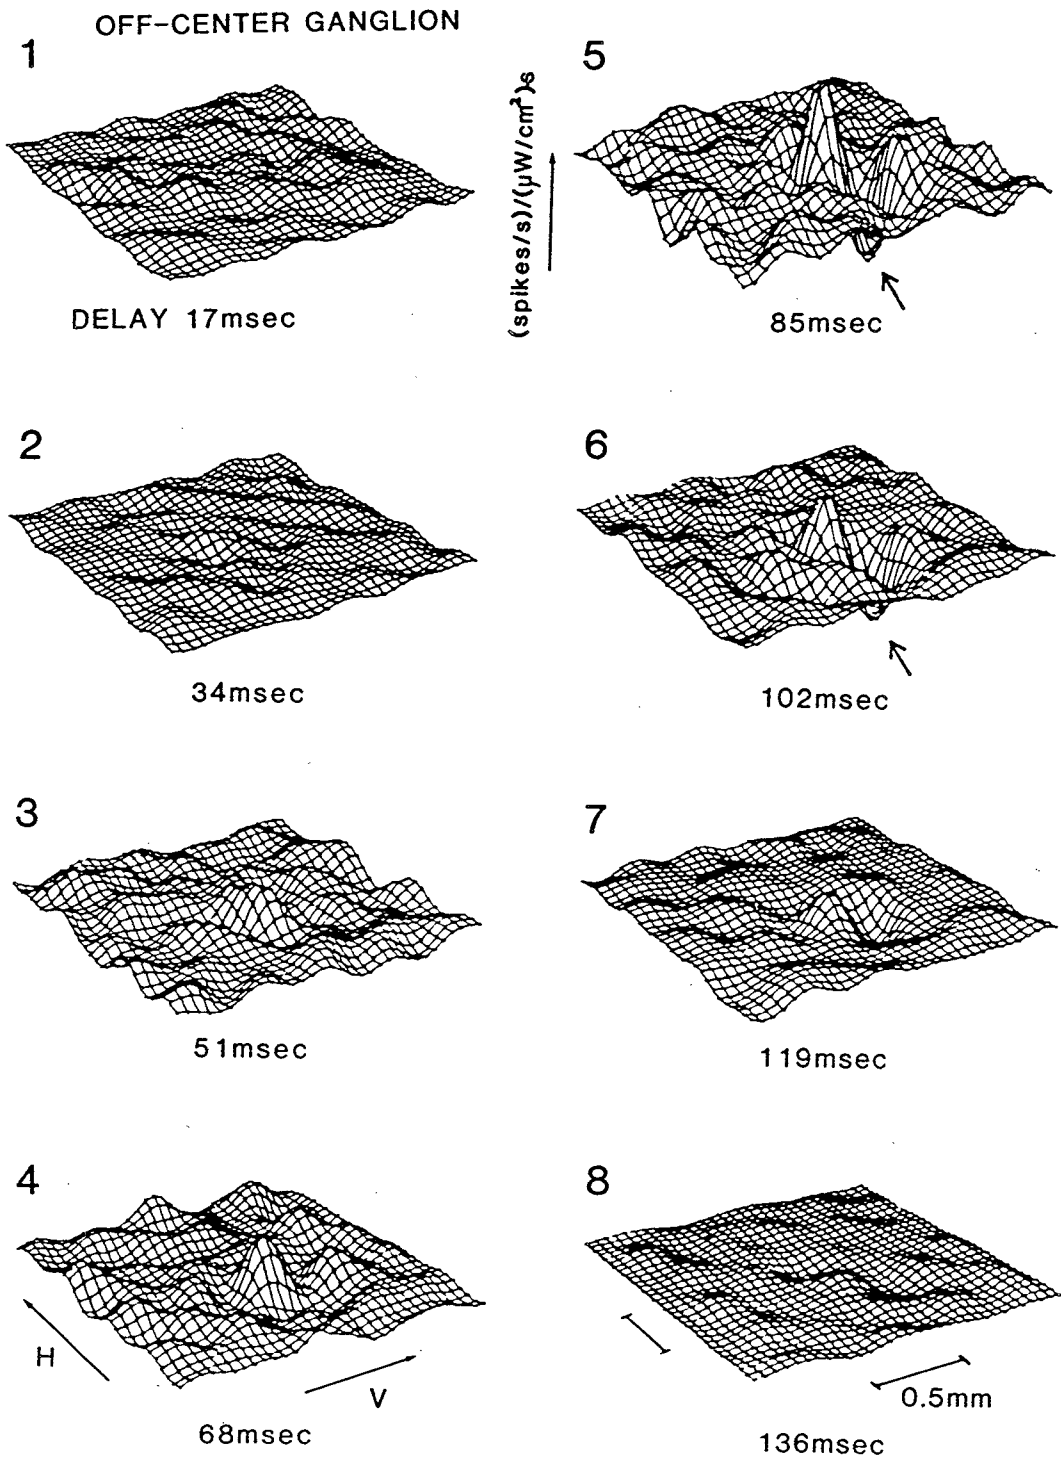 OFF-CENTER GANGLION
1
DELAY 17msec
2
34msec
3
51msec
4
H
V
68msec
5
(spikes/s)/(μW/cm²)·s
85msec
6
102msec
7
119msec
8
0.5mm
136msec